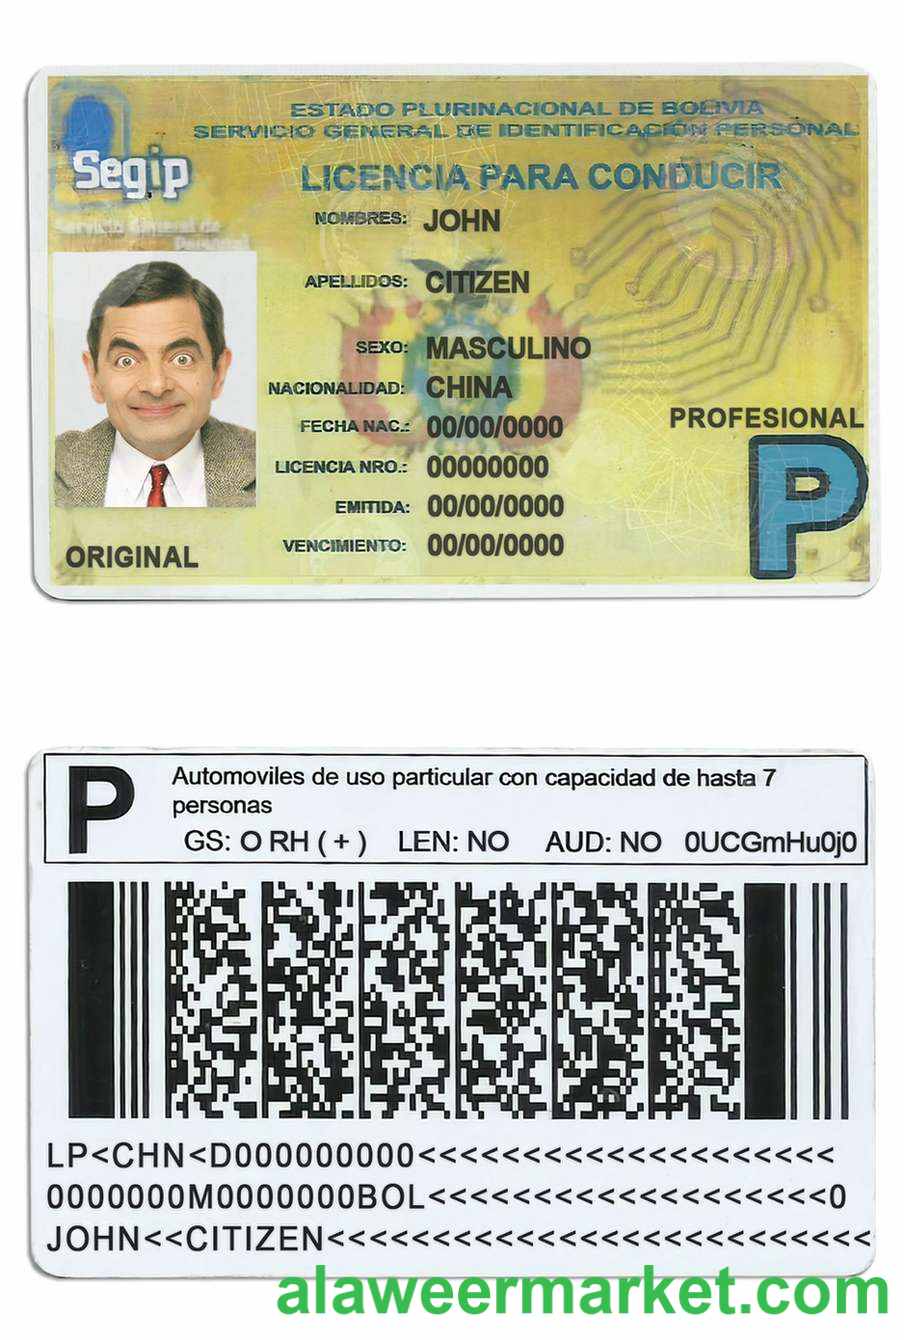 ESTADO PLURINACIONAL DE BOLIVIA
SERVICIO GENERAL DE IDENTIFICACIÓN PERSONAL
Segip
LICENCIA PARA CONDUCIR
Servicio General de
Personal
NOMBRES: JOHN
APELLIDOS: CITIZEN
SEXO: MASCULINO
NACIONALIDAD: CHINA
FECHA NAC.: 00/00/0000
LICENCIA NRO.: 00000000
EMITIDA: 00/00/0000
VENCIMIENTO: 00/00/0000
ORIGINAL
PROFESIONAL
P
P
Automoviles de uso particular con capacidad de hasta 7
personas
GS: O RH ( + ) LEN: NO AUD: NO 0UCGmHu0j0
LP<CHN<D000000000<<<<<<<<<<<<<<<<<<<<
0000000M0000000BOL<<<<<<<<<<<<<<<<<<<0
JOHN<<CITIZEN<<<<<<<<<<<<<<<<<<<<<<<<<<
alaweermarket.com